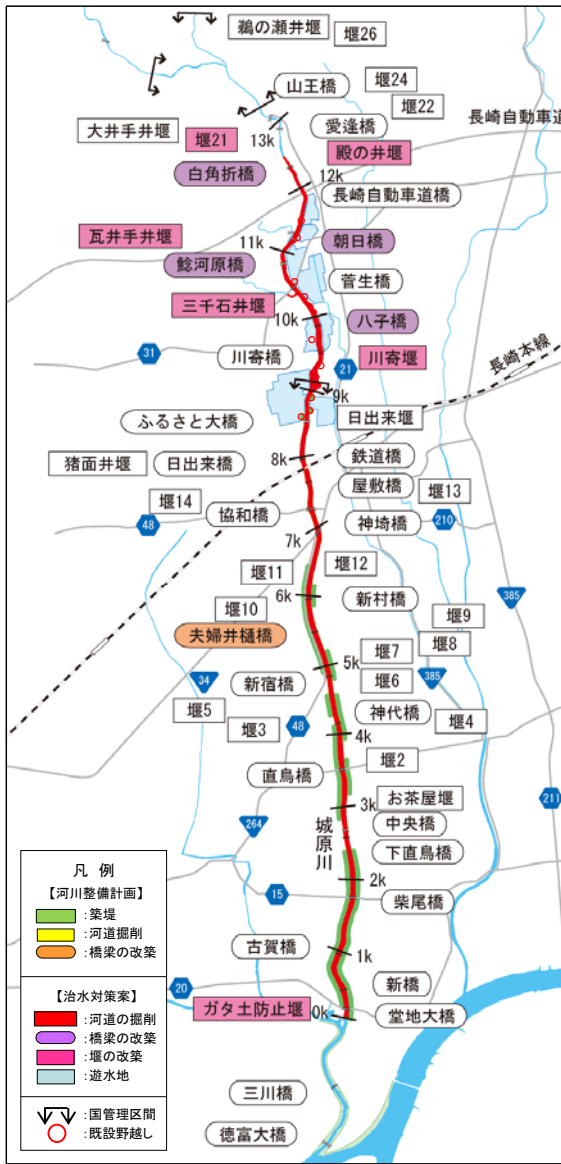 鵜の瀬井堰
堰26
山王橋
堰24
堰22
大井手井堰
堰21
13k
愛逢橋
長崎自動車道
殿の井堰
白角折橋
12k
長崎自動車道橋
瓦井手井堰
11k
朝日橋
鯰河原橋
菅生橋
三千石井堰
10k
八子橋
31
川寄橋
21
川寄堰
長崎本線
9k
ふるさと大橋
日出来堰
猪面井堰
日出来橋
8k
鉄道橋
屋敷橋
堰13
堰14
48
協和橋
7k
神埼橋
210
堰11
堰12
385
堰10
6k
新村橋
堰9
夫婦井樋橋
堰8
堰7
5k
34
新宿橋
堰6
385
堰5
堰3
48
神代橋
堰4
4k
直鳥橋
堰2
3k
お茶屋堰
211
264
城原川
中央橋
下直鳥橋
2k
15
柴尾橋
古賀橋
1k
20
新橋
ガタ土防止堰
0k
堂地大橋
三川橋
徳富大橋
凡 例
【河川整備計画】
:築堤
:河道掘削
:橋梁の改築
【治水対策案】
:河道の掘削
:橋梁の改築
:堰の改築
:遊水地
:国管理区間
:既設野越し